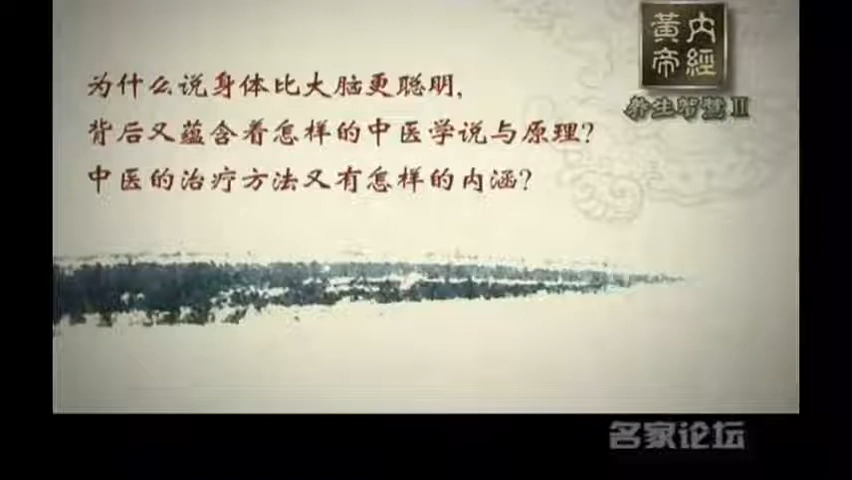 为什么说身体比大脑更聪明,
背后又蕴含着怎样的中医学说与原理?
中医的治疗方法又有怎样的内涵?
黄帝
内經
养生智慧 II
名家论坛